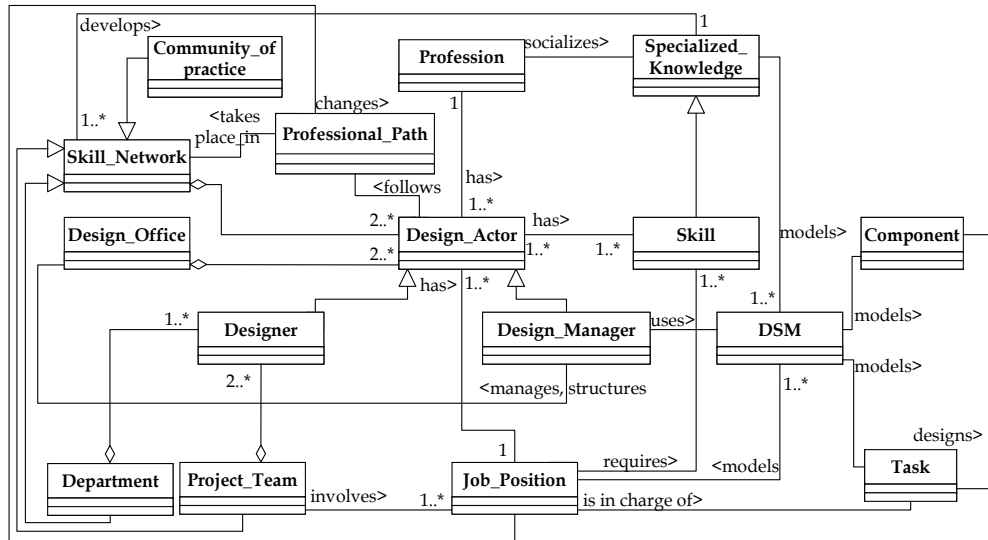 develops>
1
Community_of
practice
Profession
socializes>
Specialized_
Knowledge
1..*
<takes
place_in
changes>
Professional_Path
1
Skill_Network
<follows
has>
1..*
2..*
Design_Office
2..*
Design_Actor
has>
1..*
1..*
Skill
models>
Component
has>
1..*
1..*
1..*
1..*
Designer
Design_Manager
uses>
DSM
models>
2..*
<manages, structures
1..*
models>
designs>
1
Department
Project_Team
involves>
1..*
Job_Position
requires>
<models
is in charge of>
Task